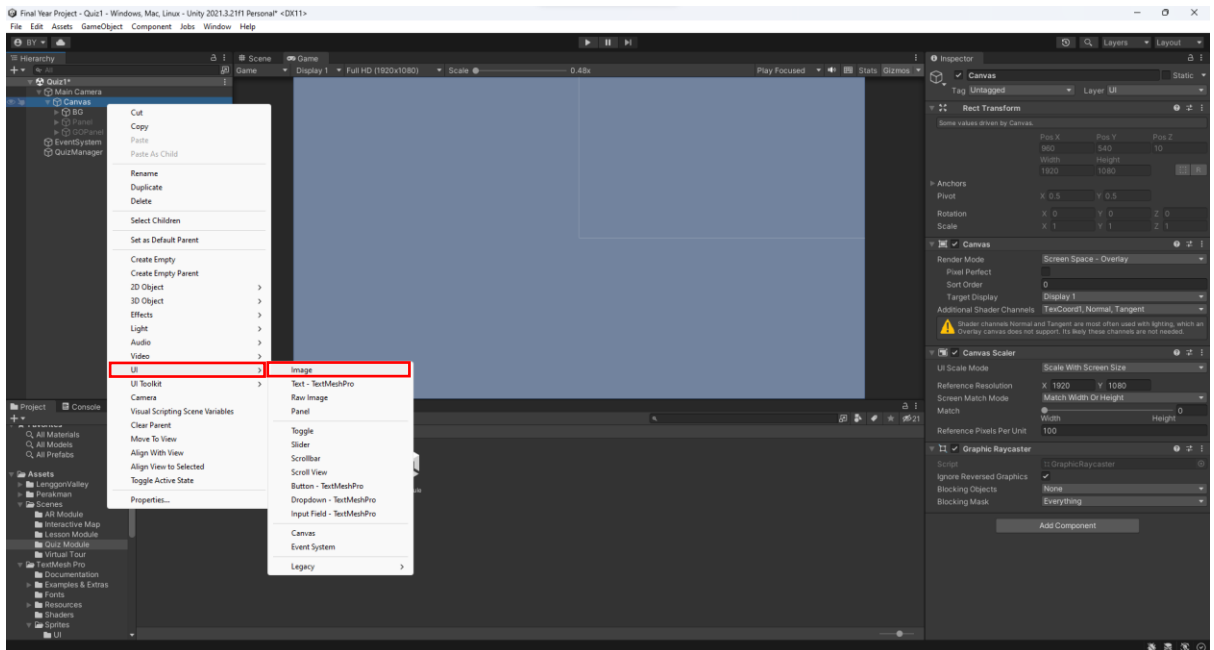 Final Year Project - Quiz1 - Windows, Mac, Linux - Unity 2021.3.21f1 Personal* <DX11>
File Edit Assets GameObject Component Jobs Window Help
BY
Layers
Layout
Hierarchy
All
Quiz1*
Main Camera
Canvas
BG
Panel
GOPanel
EventSystem
QuizManager
Cut
Copy
Paste
Paste As Child
Rename
Duplicate
Delete
Select Children
Set as Default Parent
Create Empty
Create Empty Parent
2D Object
3D Object
Effects
Light
Audio
Video
UI
UI Toolkit
Camera
Visual Scripting Scene Variables
Clear Parent
Move To View
Align With View
Align View to Selected
Toggle Active State
Properties...
Image
Text - TextMeshPro
Raw Image
Panel
Toggle
Slider
Scrollbar
Scroll View
Button - TextMeshPro
Dropdown - TextMeshPro
Input Field - TextMeshPro
Canvas
Event System
Legacy
Scene Game
Game Display 1 Full HD (1920x1080) Scale 0.48x Play Focused Stats Gizmos
Project Console
21
All Materials
All Models
All Prefabs
Assets
LenggonValley
Perakman
Scenes
AR Module
Interactive Map
Lesson Module
Quiz Module
Virtual Tour
TextMesh Pro
Documentation
Examples & Extras
Fonts
Resources
Shaders
Sprites
UI
Inspector
Canvas Static
Tag Untagged Layer UI
Rect Transform
Some values driven by Canvas.
Pos X Pos Y Pos Z
960 540 10
Width Height
1920 1080 R
Anchors
Pivot X 0.5 Y 0.5
Rotation X 0 Y 0 Z 0
Scale X 1 Y 1 Z 1
Canvas
Render Mode Screen Space - Overlay
Pixel Perfect
Sort Order 0
Target Display Display 1
Additional Shader Channels TexCoord1, Normal, Tangent
Shader channels Normal and Tangent are most often used with lighting, which an
Overlay canvas does not support. Its likely these channels are not needed.
Canvas Scaler
UI Scale Mode Scale With Screen Size
Reference Resolution X 1920 Y 1080
Screen Match Mode Match Width Or Height
Match 0
Width Height
Reference Pixels Per Unit 100
Graphic Raycaster
Script GraphicRaycaster
Ignore Reversed Graphics
Blocking Objects None
Blocking Mask Everything
Add Component